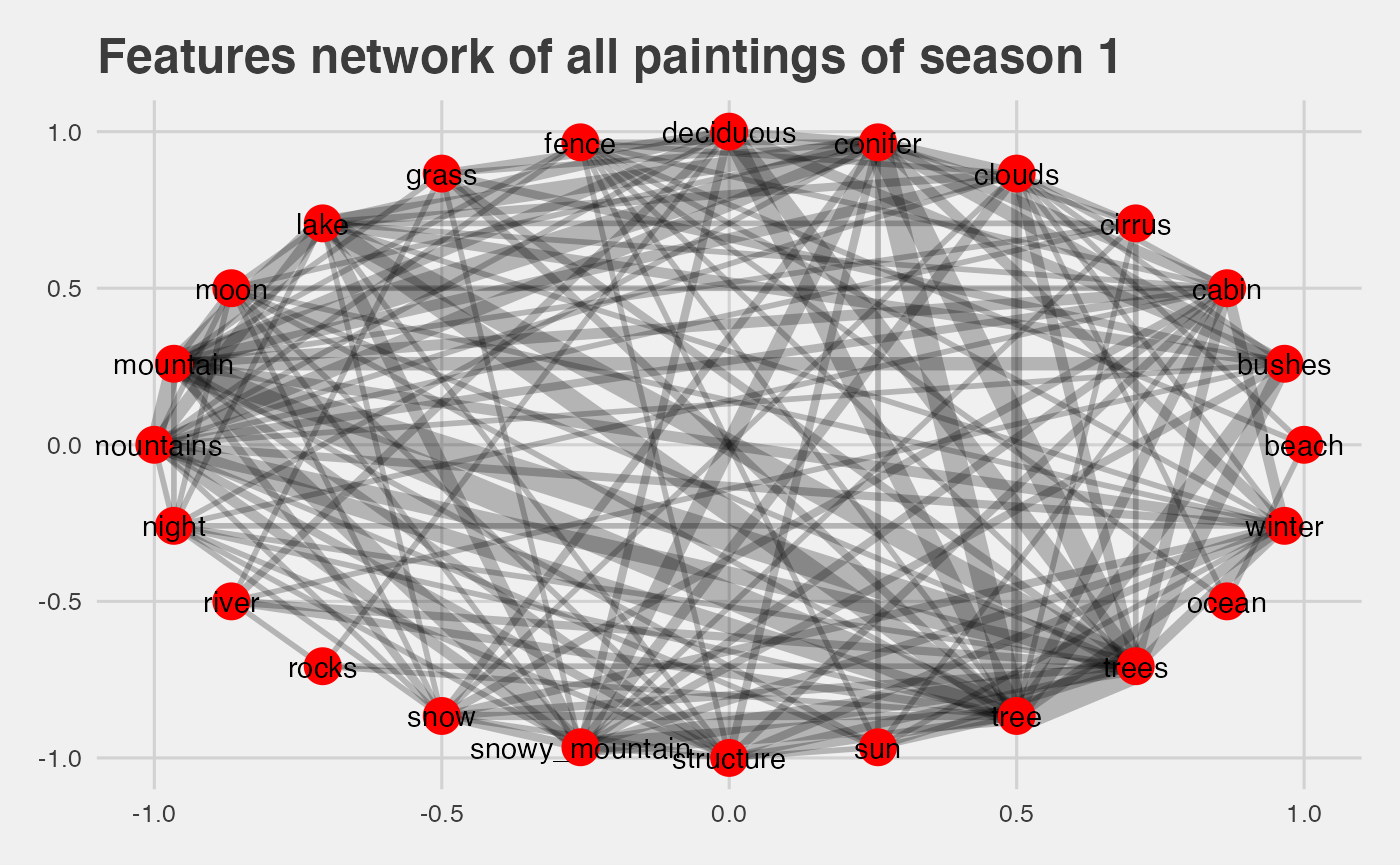 Features network of all paintings of season 1
1.0
fence
deciduous
conifer
grass
clouds
lake
cirrus
0.5
moon
cabin
mountain
bushes
0.0
nountains
beach
night
winter
-0.5
river
ocean
rocks
trees
snow
tree
-1.0
snowy_mountain
structure
sun
-1.0
-0.5
0.0
0.5
1.0